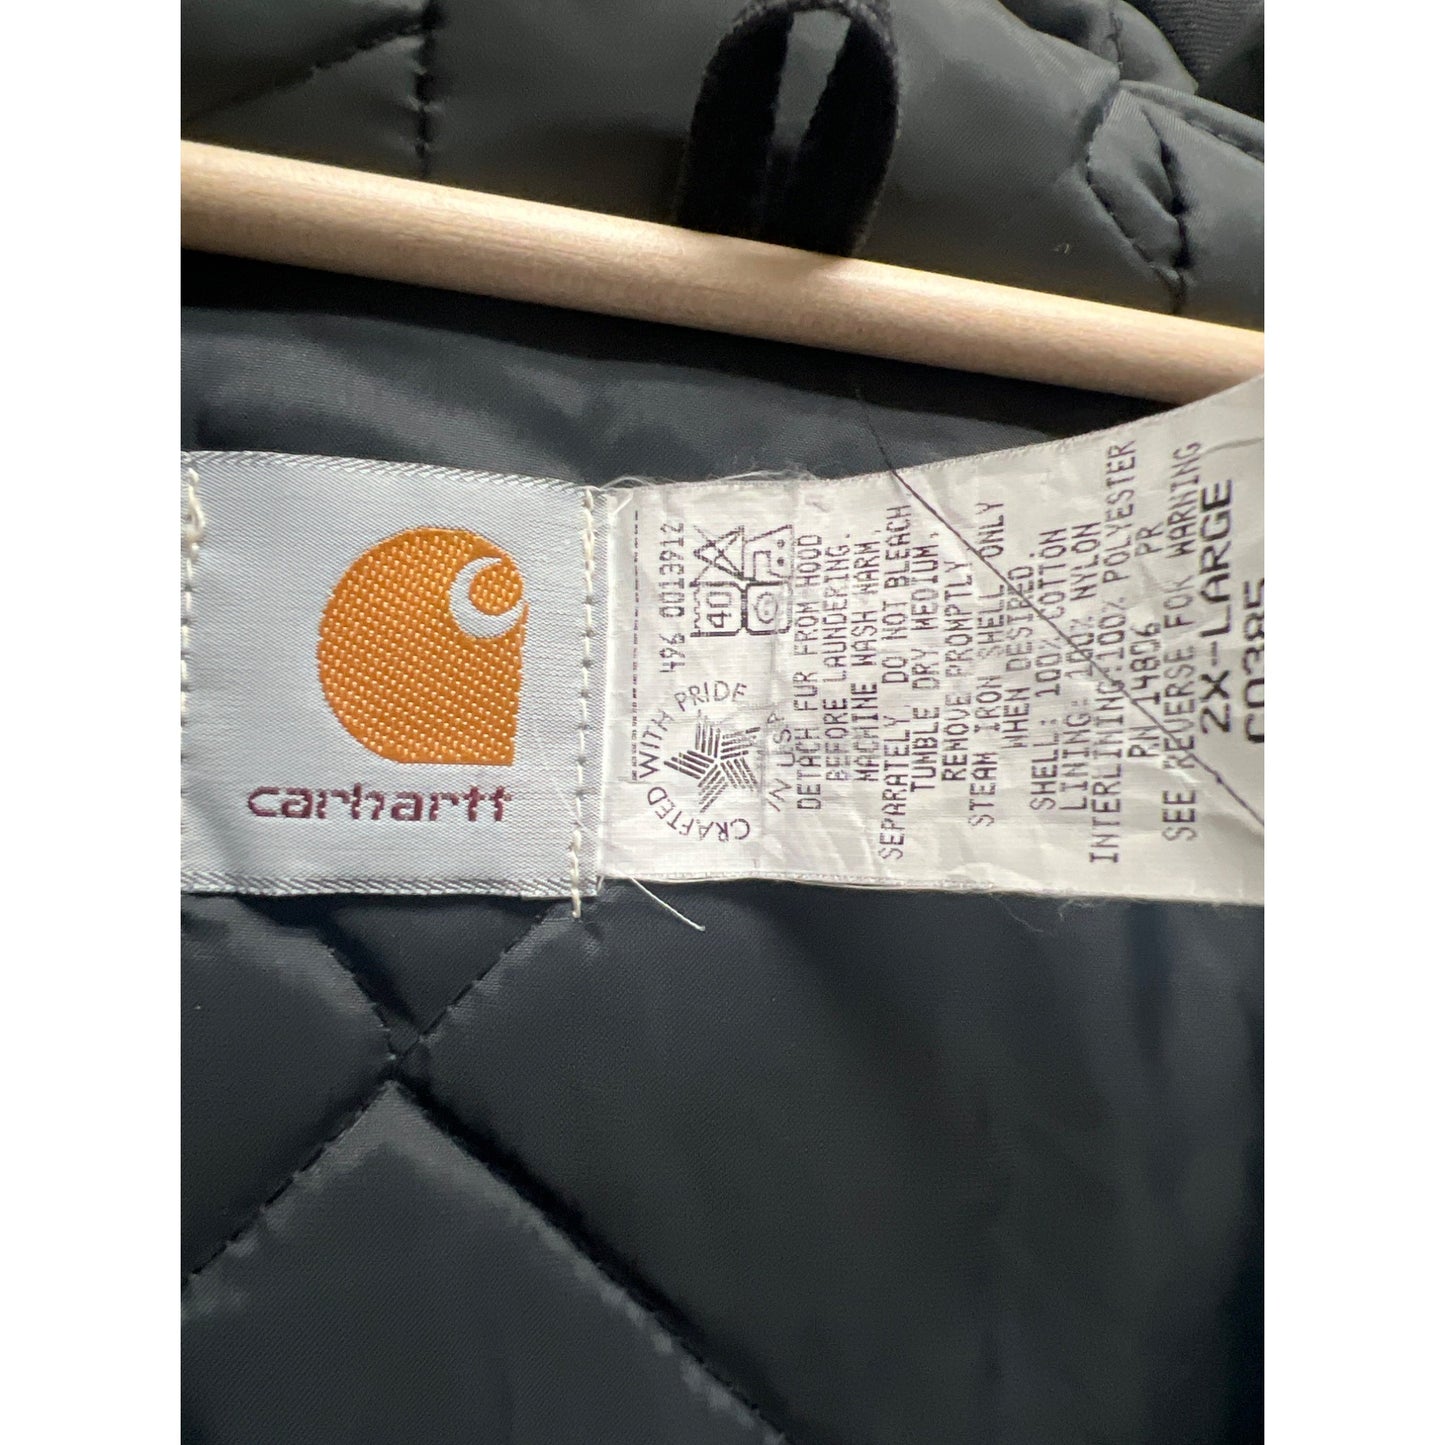 carhartt
496 0013912
40
CRAFTED WITH PRIDE
IN USA
DETACH FUR FROM HOOD
BEFORE LAUNDERING.
MACHINE WASH WARM,
SEPARATELY, DO NOT BLEACH
TUMBLE DRY MEDIUM,
REMOVE PROMPTLY
STEAM IRON SHELL ONLY
WHEN DESIRED.
SHELL: 100% COTTON
LINING: 100% NYLON
INTERLINING:100% POLYESTER
RN 14806 PR
SEE REVERSE FOR WARNING
2X-LARGE
C0385